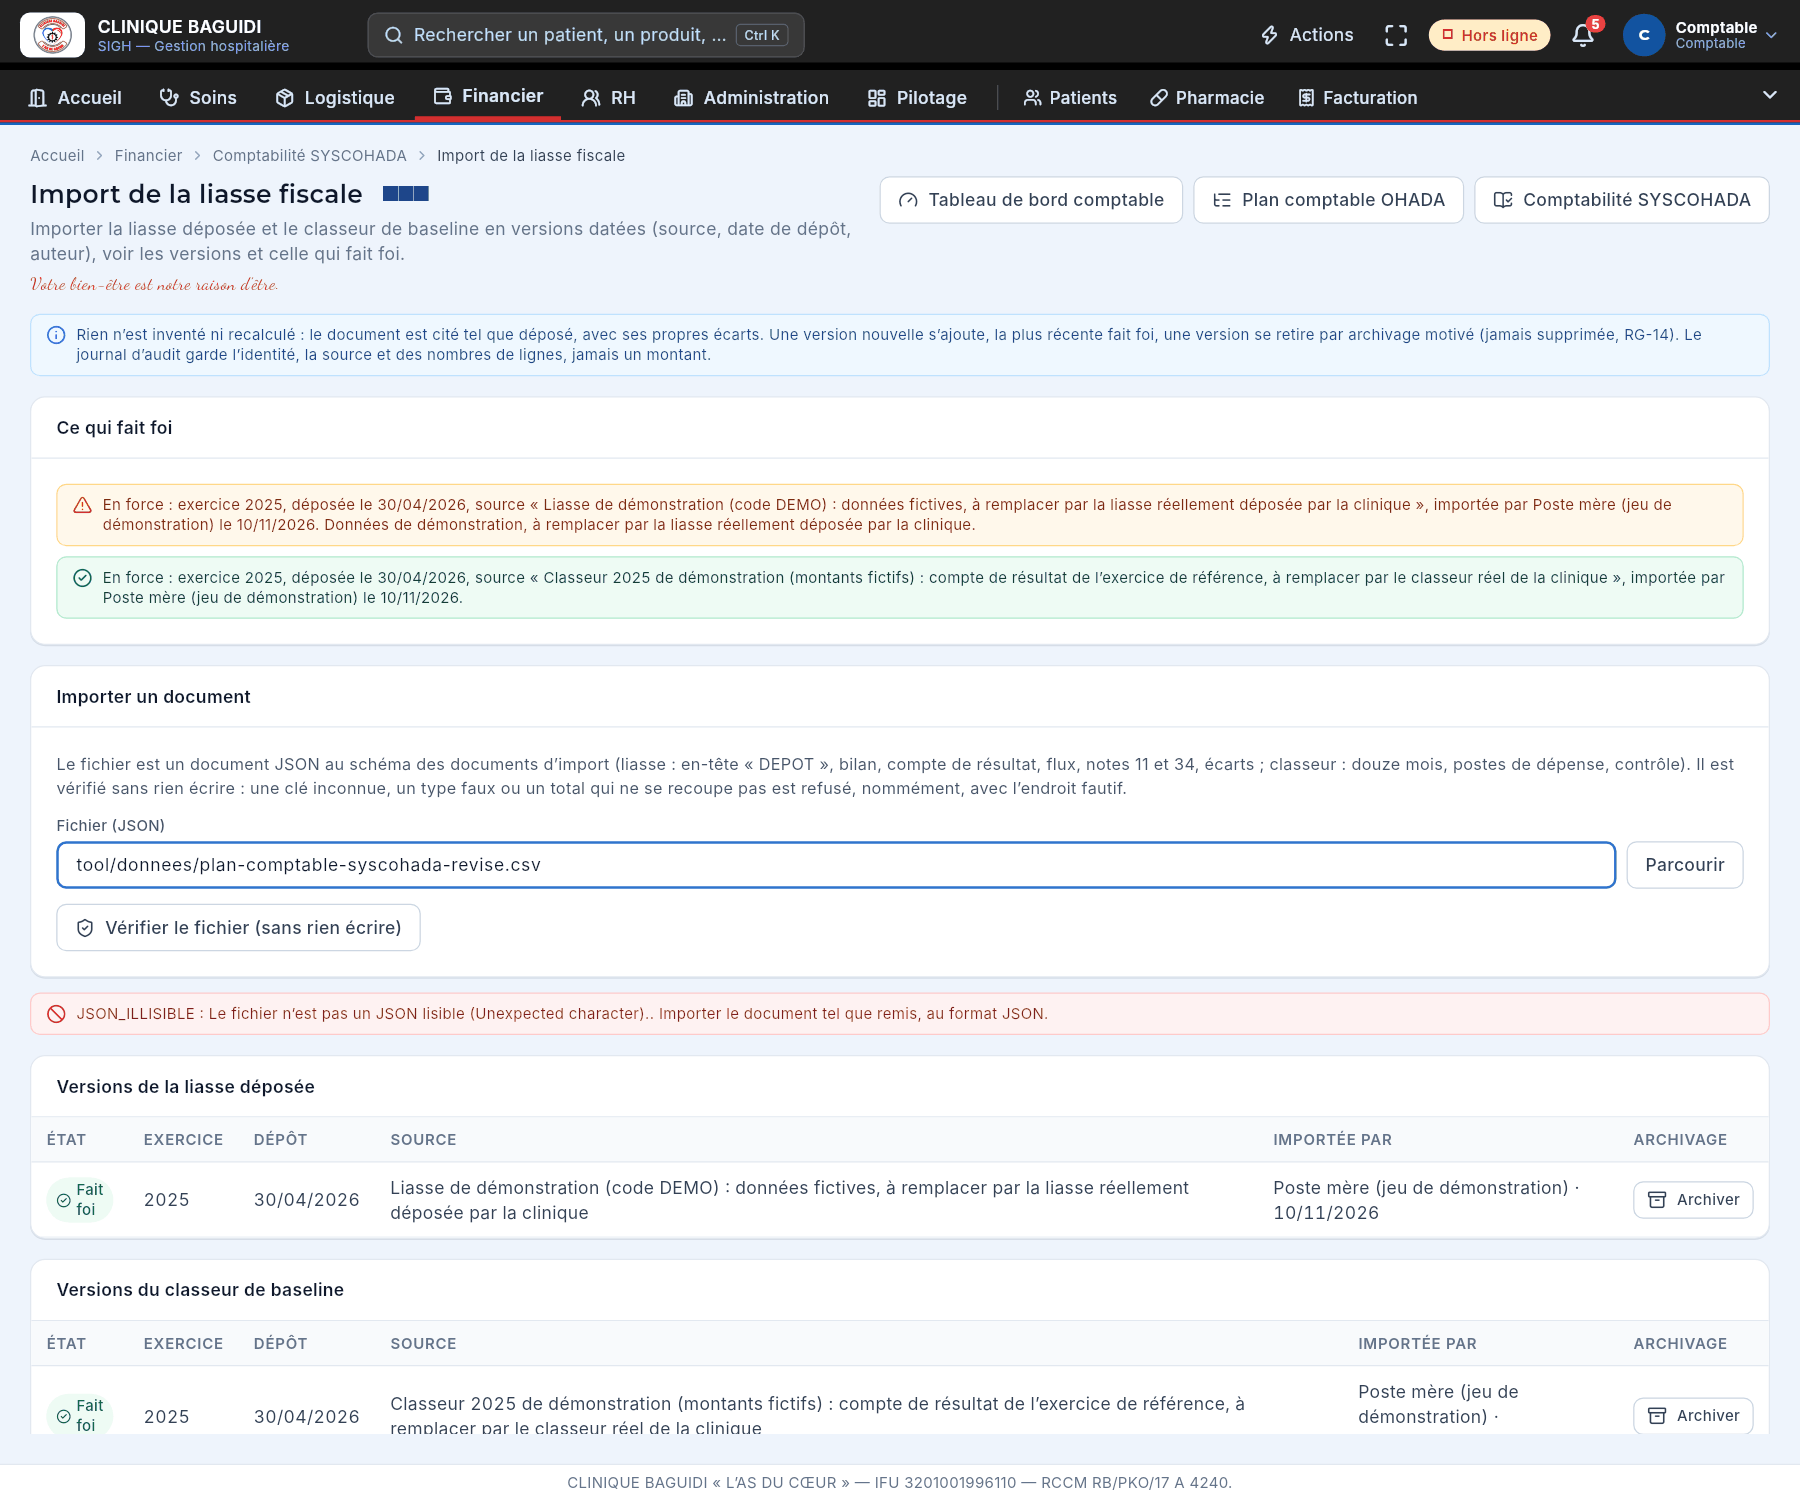 CLINIQUE BAGUIDI
SIGH — Gestion hospitalière
Rechercher un patient, un produit, ...
Ctrl K
Actions
Hors ligne
5
C
Comptable
Comptable
Accueil
Soins
Logistique
Financier
RH
Administration
Pilotage
Patients
Pharmacie
Facturation
Accueil > Financier > Comptabilité SYSCOHADA > Import de la liasse fiscale
Import de la liasse fiscale
Importer la liasse déposée et le classeur de baseline en versions datées (source, date de dépôt,
auteur), voir les versions et celle qui fait foi.
Votre bien-être est notre raison d'être.
Tableau de bord comptable
Plan comptable OHADA
Comptabilité SYSCOHADA
Rien n’est inventé ni recalculé : le document est cité tel que déposé, avec ses propres écarts. Une version nouvelle s’ajoute, la plus récente fait foi, une version se retire par archivage motivé (jamais supprimée, RG-14). Le
journal d’audit garde l’identité, la source et des nombres de lignes, jamais un montant.
Ce qui fait foi
En force : exercice 2025, déposée le 30/04/2026, source « Liasse de démonstration (code DEMO) : données fictives, à remplacer par la liasse réellement déposée par la clinique », importée par Poste mère (jeu de
démonstration) le 10/11/2026. Données de démonstration, à remplacer par la liasse réellement déposée par la clinique.
En force : exercice 2025, déposée le 30/04/2026, source « Classeur 2025 de démonstration (montants fictifs) : compte de résultat de l’exercice de référence, à remplacer par le classeur réel de la clinique », importée par
Poste mère (jeu de démonstration) le 10/11/2026.
Importer un document
Le fichier est un document JSON au schéma des documents d’import (liasse : en-tête « DEPOT », bilan, compte de résultat, flux, notes 11 et 34, écarts ; classeur : douze mois, postes de dépense, contrôle). Il est
vérifié sans rien écrire : une clé inconnue, un type faux ou un total qui ne se recoupe pas est refusé, nommément, avec l’endroit fautif.
Fichier (JSON)
tool/donnees/plan-comptable-syscohada-revise.csv
Parcourir
Vérifier le fichier (sans rien écrire)
JSON_ILLISIBLE : Le fichier n’est pas un JSON lisible (Unexpected character).. Importer le document tel que remis, au format JSON.
Versions de la liasse déposée
ÉTAT EXERCICE DÉPÔT SOURCE IMPORTÉE PAR ARCHIVAGE
Fait foi
2025
30/04/2026
Liasse de démonstration (code DEMO) : données fictives, à remplacer par la liasse réellement
déposée par la clinique
Poste mère (jeu de démonstration) ·
10/11/2026
Archiver
Versions du classeur de baseline
ÉTAT EXERCICE DÉPÔT SOURCE IMPORTÉE PAR ARCHIVAGE
Fait foi
2025
30/04/2026
Classeur 2025 de démonstration (montants fictifs) : compte de résultat de l’exercice de référence, à
remplacer par le classeur réel de la clinique
Poste mère (jeu de
démonstration) ·
Archiver
CLINIQUE BAGUIDI « L’AS DU CŒUR » — IFU 3201001996110 — RCCM RB/PKO/17 A 4240.